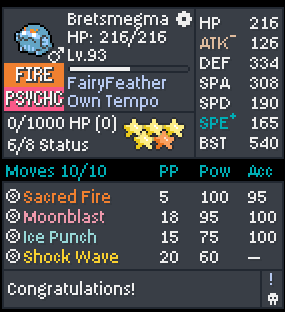 Bretsmegma
HP: 216/216
Lv.93
FIRE
PSYCHC
FairyFeather
Own Tempo
0/1000 HP (0)
6/8 Status
HP 216
ATK- 126
DEF 334
SPA 308
SPD 190
SPE+ 165
BST 540
Moves 10/10 PP Pow Acc
Sacred Fire 5 100 95
Moonblast 18 95 100
Ice Punch 15 75 100
Shock Wave 20 60 —
Congratulations!
!